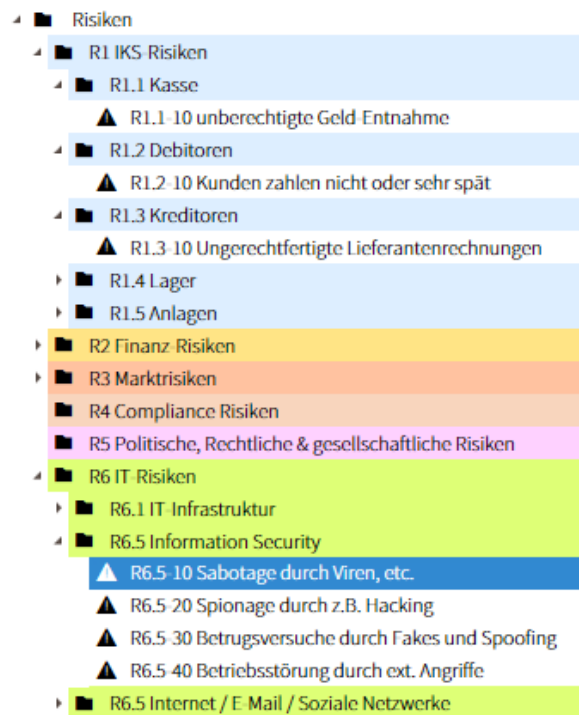 Risiken
R1 IKS-Risiken
R1.1 Kasse
R1.1-10 unberechtigte Geld-Entnahme
R1.2 Debitoren
R1.2-10 Kunden zahlen nicht oder sehr spät
R1.3 Kreditoren
R1.3-10 Ungerechtfertigte Lieferantenrechnungen
R1.4 Lager
R1.5 Anlagen
R2 Finanz-Risiken
R3 Marktrisiken
R4 Compliance Risiken
R5 Politische, Rechtliche & gesellschaftliche Risiken
R6 IT-Risiken
R6.1 IT-Infrastruktur
R6.5 Information Security
R6.5-10 Sabotage durch Viren, etc.
R6.5-20 Spionage durch z.B. Hacking
R6.5-30 Betrugsversuche durch Fakes und Spoofing
R6.5-40 Betriebsstörung durch ext. Angriffe
R6.5 Internet / E-Mail / Soziale Netzwerke